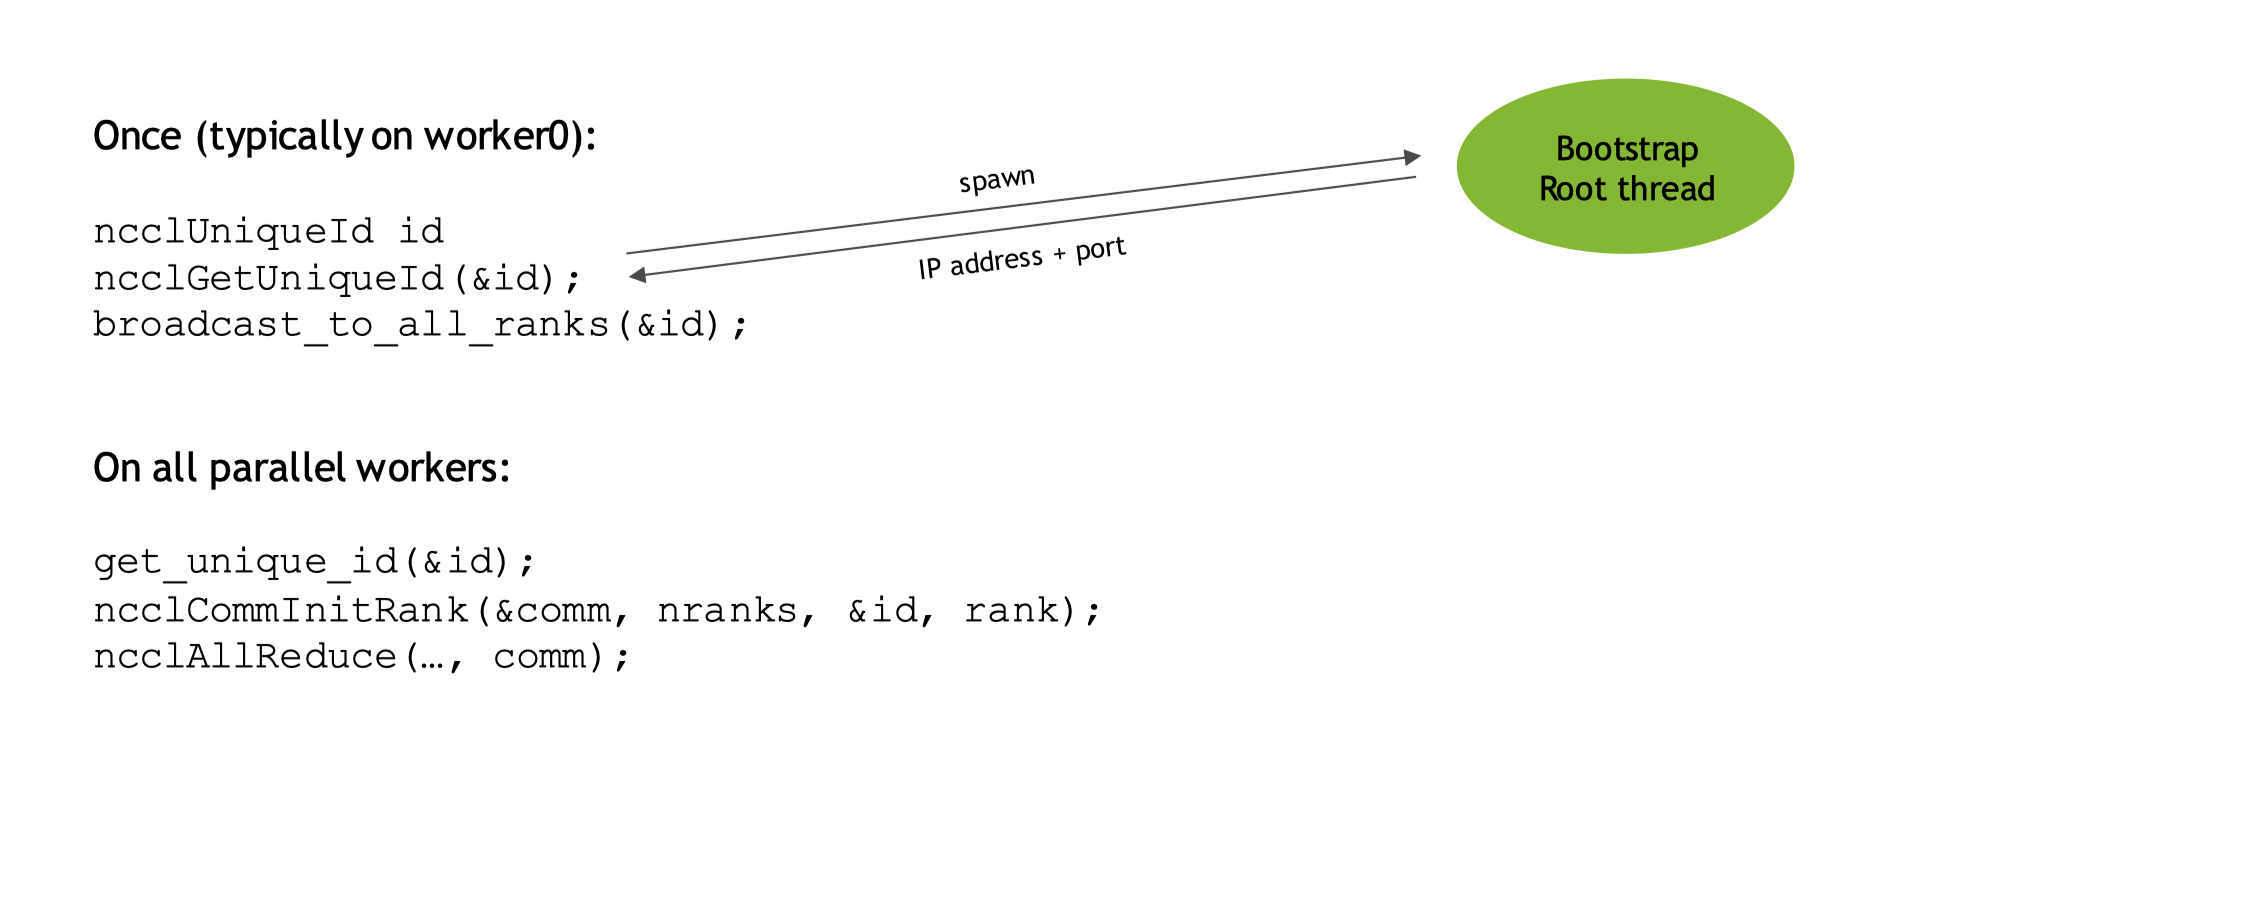 Once (typically on worker0):
ncclUniqueId id
ncclGetUniqueId(&id);
broadcast_to_all_ranks(&id);
spawn
IP address + port
Bootstrap
Root thread
On all parallel workers:
get_unique_id(&id);
ncclCommInitRank(&comm, nranks, &id, rank);
ncclAllReduce(…, comm);